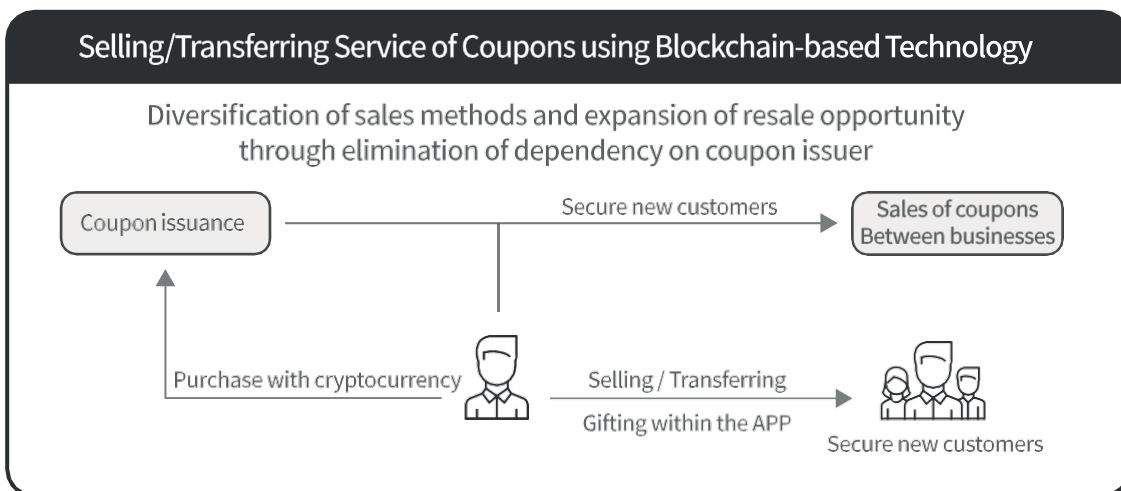 Selling/Transferring Service of Coupons using Blockchain-based Technology
Diversification of sales methods and expansion of resale opportunity
through elimination of dependency on coupon issuer
Coupon issuance
Secure new customers
Sales of coupons
Between businesses
Purchase with cryptocurrency
Selling / Transferring
Gifting within the APP
Secure new customers